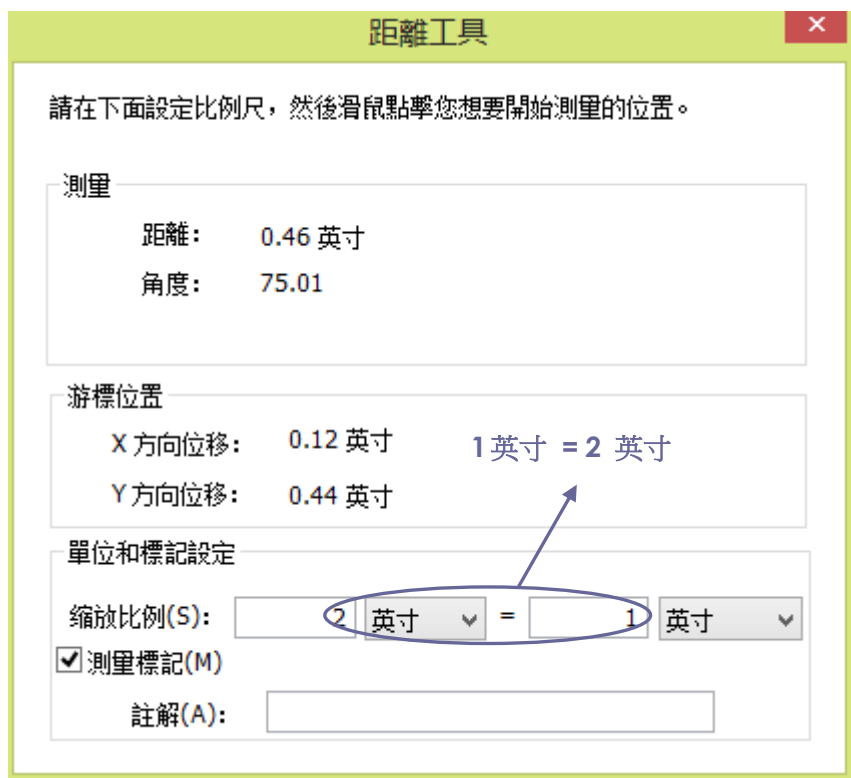 距離工具
請在下面設定比例尺，然後滑鼠點擊您想要開始測量的位置。
測量
距離： 0.46 英寸
角度： 75.01
游標位置
X 方向位移： 0.12 英寸
1 英寸 = 2 英寸
Y 方向位移： 0.44 英寸
單位和標記設定
缩放比例(S)： 2 英寸 = 1 英寸
測量標記(M)
註解(A)：